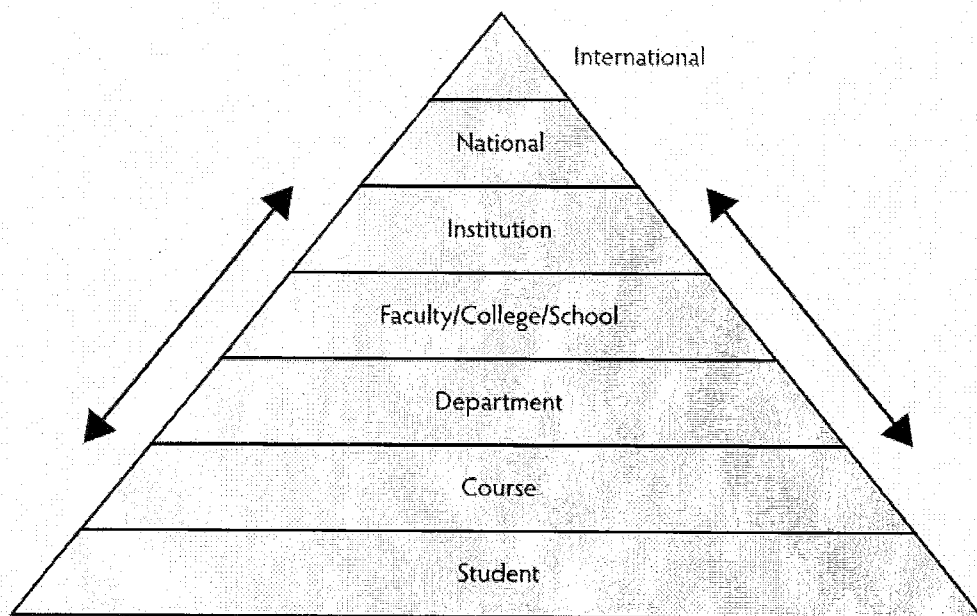 International
National
Institution
Faculty/College/School
Department
Course
Student